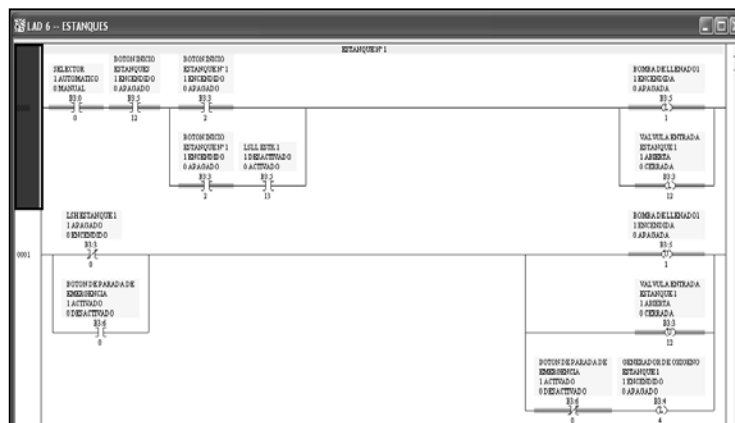 LAD 6 -- ESTANQUES
ESTANQUE Nº 1
SELECTOR
1 AUTOMATICO
0 MANUAL
B3:0
0
BOTON INICIO
ESTANQUES
1 ENCENDIDO
0 APAGADO
B3:5
12
BOTON INICIO
ESTANQUE Nº 1
1 ENCENDIDO
0 APAGADO
B3:3
2
BOMBA DE LLENADO1
1 ENCENDIDA
0 APAGADA
B3:5
L
1
0000
BOTON INICIO
ESTANQUE Nº 1
1 ENCENDIDO
0 APAGADO
B3:3
2
LSLL ESTK 1
1 DESACTIVADO
0 ACTIVADO
B3:5
13
VALVULA ENTRADA
ESTANQUE 1
1 ABIERTA
0 CERRADA
B3:3
L
12
0001
LSH ESTANQUE 1
1 APAGADO
0 ENCENDIDO
B3:3
0
BOMBA DE LLENADO1
1 ENCENDIDA
0 APAGADA
B3:5
U
1
BOTON DE PARADA DE
EMERGENCIA
1 ACTIVADO
0 DESACTIVADO
B3:6
0
VALVULA ENTRADA
ESTANQUE 1
1 ABIERTA
0 CERRADA
B3:3
U
12
BOTON DE PARADA DE
EMERGENCIA
1 ACTIVADO
0 DESACTIVADO
B3:6
0
GENERADOR DE OXIGENO
ESTANQUE 1
1 ENCENDIDO
0 APAGADO
B3:4
L
4